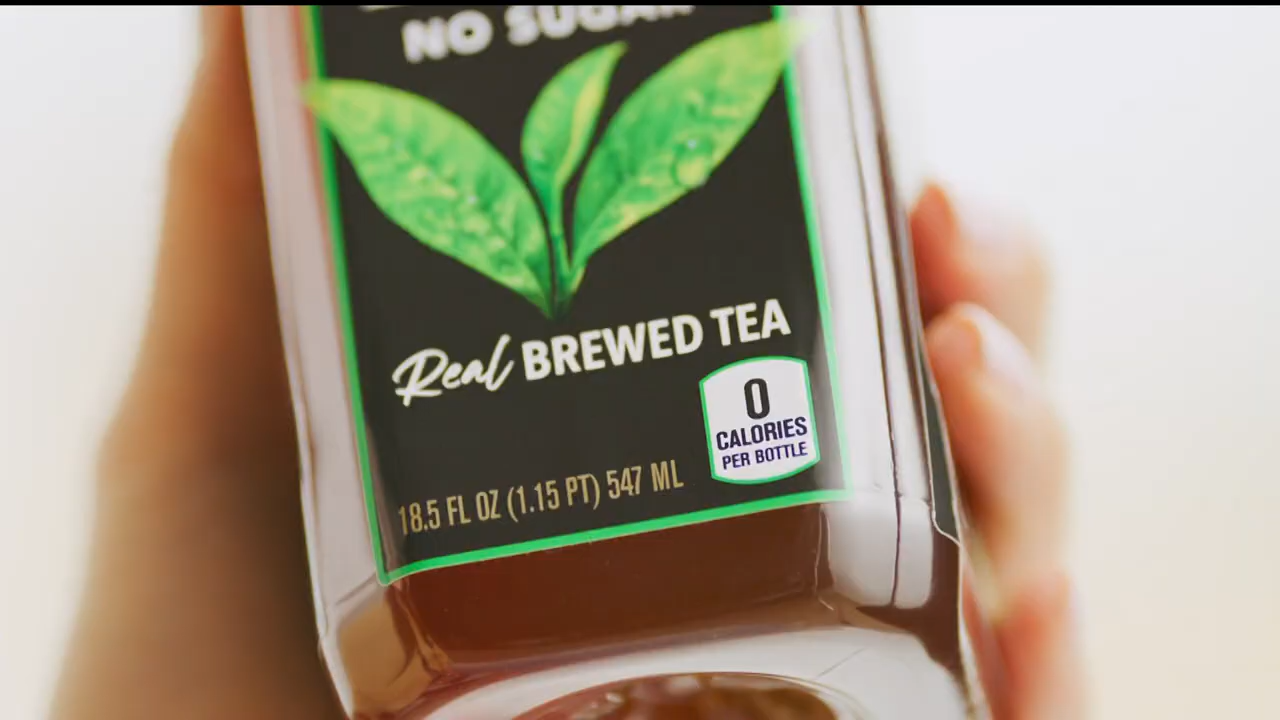 NO SUGAR
Real BREWED TEA
0
CALORIES
PER BOTTLE
18.5 FL OZ (1.15 PT) 547 ML